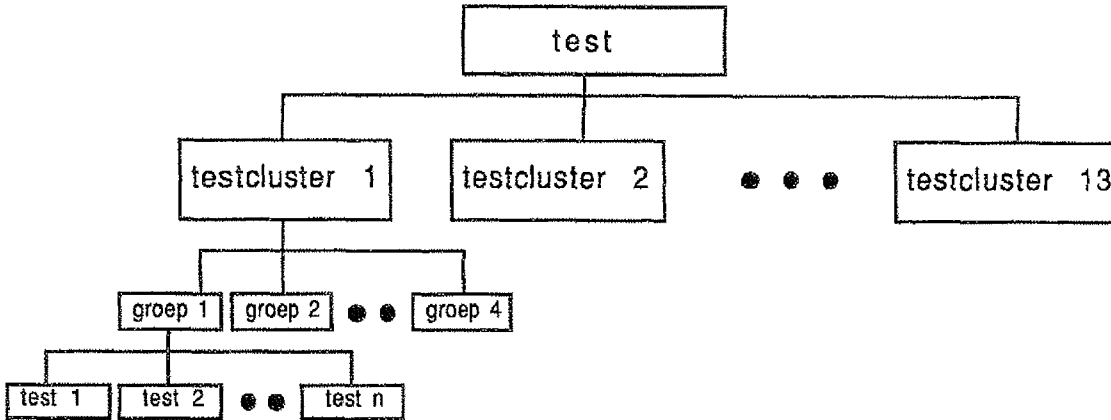 test
testcluster 1
testcluster 2
testcluster 13
groep 1
groep 2
groep 4
test 1
test 2
test n